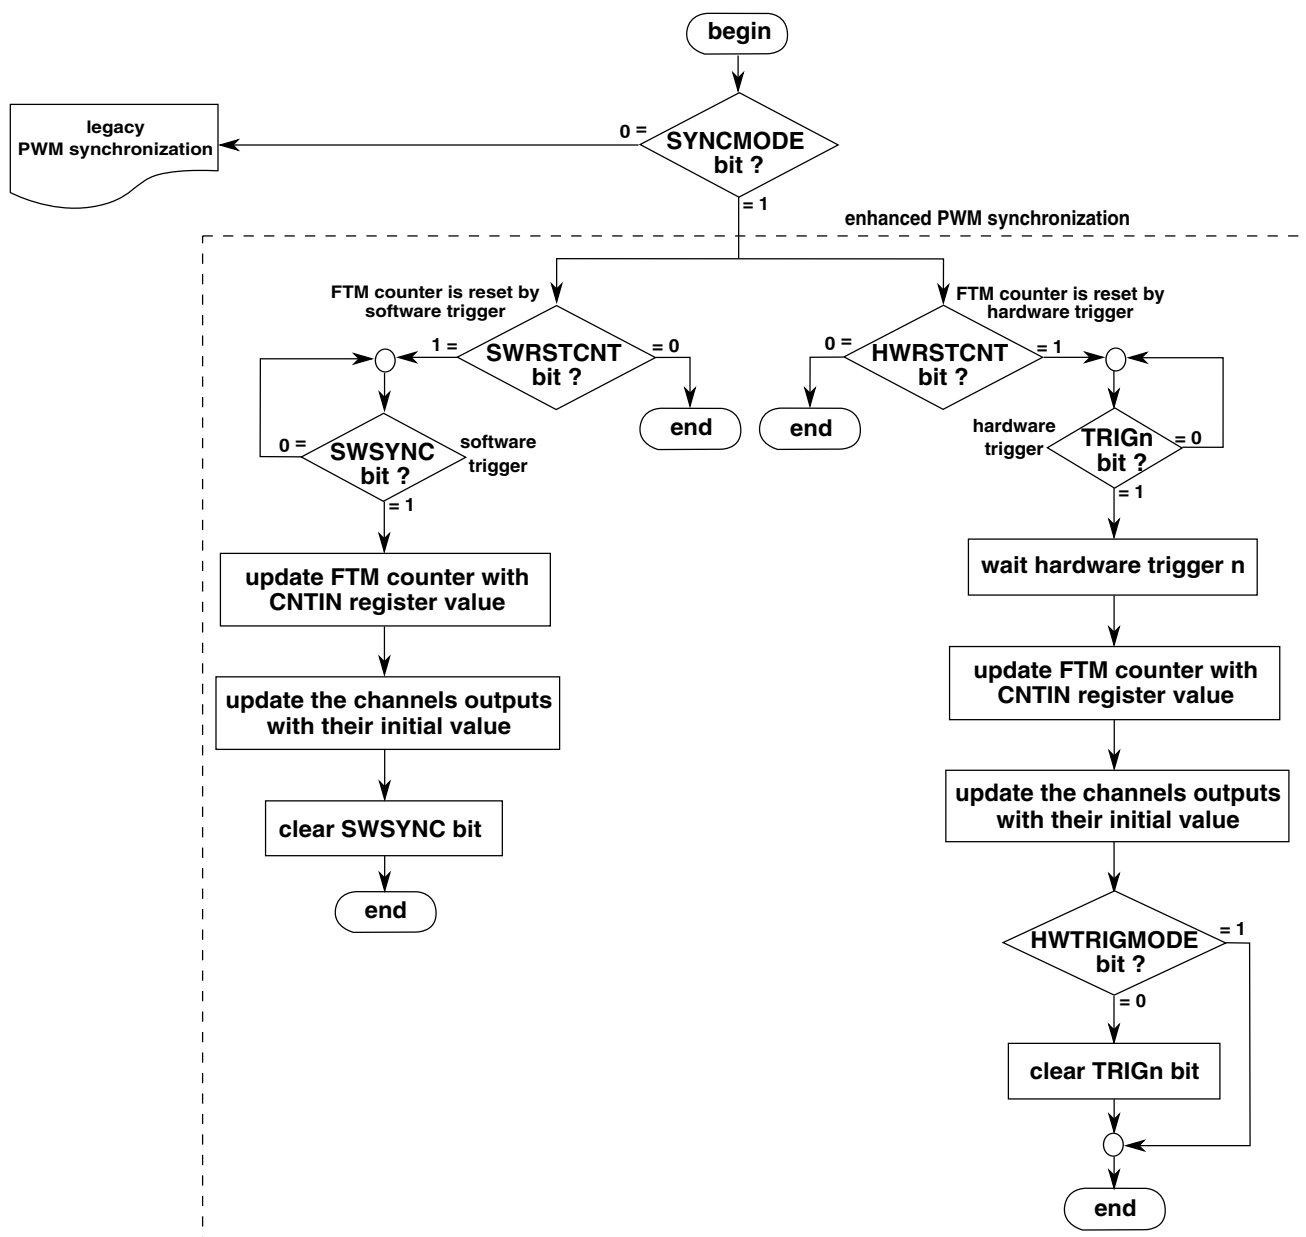 begin
legacy
PWM synchronization
0 =
SYNCMODE
bit ?
= 1
enhanced PWM synchronization
FTM counter is reset by
software trigger
1 =
SWRSTCNT
bit ?
= 0
end
0 =
SWSYNC
bit ?
software
trigger
= 1
update FTM counter with
CNTIN register value
update the channels outputs
with their initial value
clear SWSYNC bit
end
FTM counter is reset by
hardware trigger
0 =
HWRSTCNT
bit ?
= 1
end
hardware
trigger
TRIGn
bit ?
= 0
= 1
wait hardware trigger n
update FTM counter with
CNTIN register value
update the channels outputs
with their initial value
HWTRIGMODE
bit ?
= 1
= 0
clear TRIGn bit
end